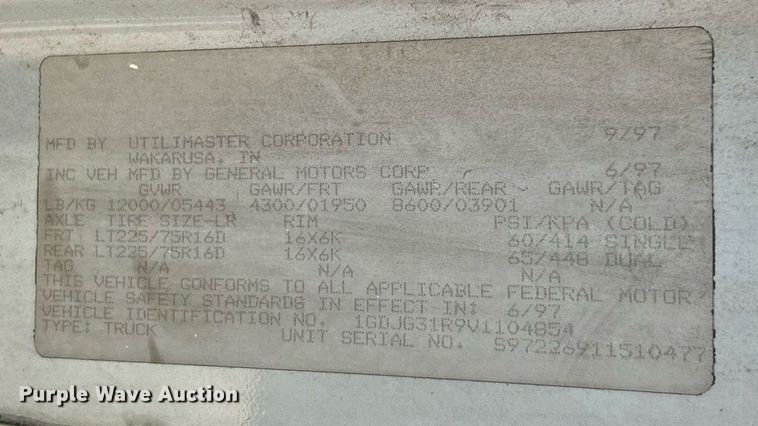 MFD BY UTILIMASTER CORPORATION 9/97
WAKARUSA, IN
INC VEH MFD BY GENERAL MOTORS CORP 6/97
GVWR GAWR/FRT GAWR/REAR GAWR/TAG
LB/KG 12000/05443 4300/01950 8600/03901 N/A
AXLE TIRE SIZE-LR RIM PSI/KPA (COLD)
FRT LT225/75R16D 16X6K 60/414 SINGLE
REAR LT225/75R16D 16X6K 65/448 DUAL
TAG N/A N/A N/A
THIS VEHICLE CONFORMS TO ALL APPLICABLE FEDERAL MOTOR
VEHICLE SAFETY STANDARDS IN EFFECT IN: 6/97
VEHICLE IDENTIFICATION NO. 1GDJG31R9V1104854
TYPE: TRUCK UNIT SERIAL NO. S97226911510477
Purple Wave Auction